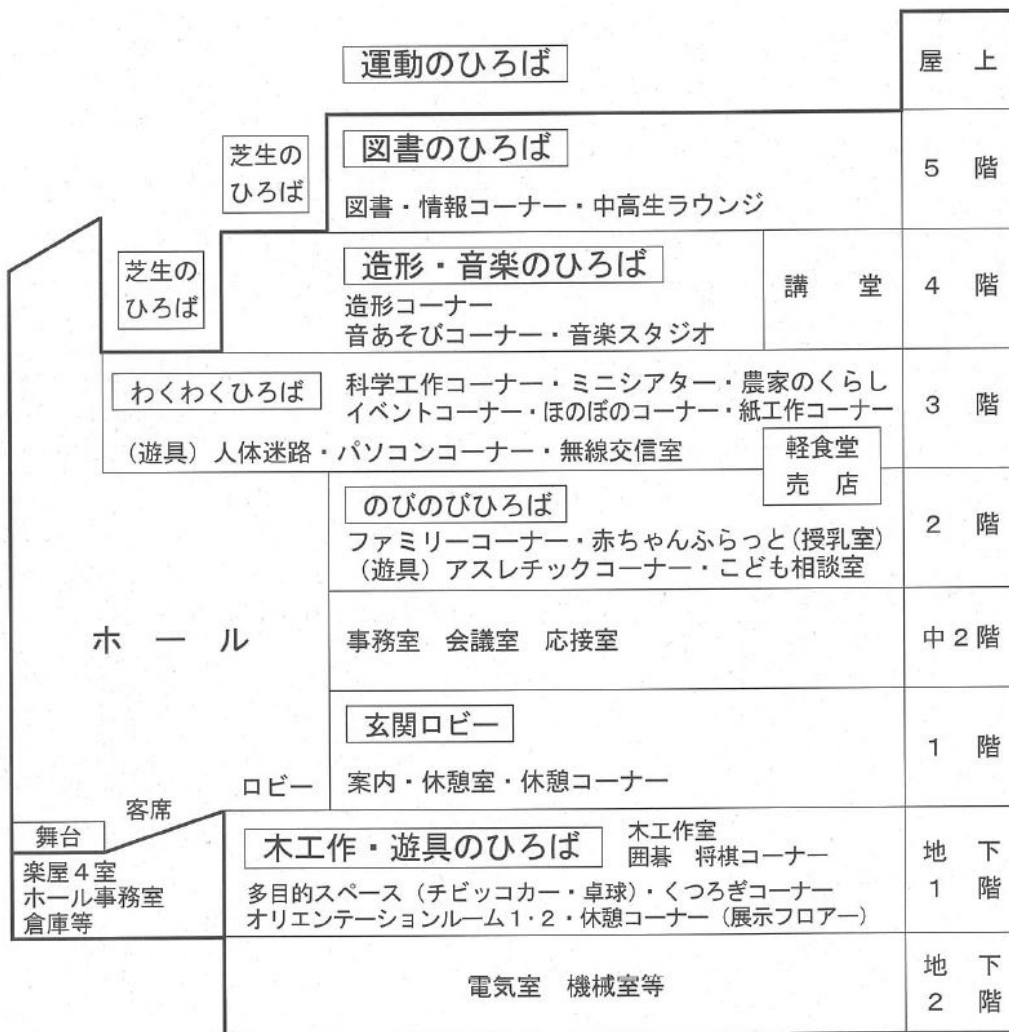 運動のひろば
屋 上
芝生の
ひろば
図書のひろば
図書・情報コーナー・中高生ラウンジ
5 階
芝生の
ひろば
造形・音楽のひろば
造形コーナー
音あそびコーナー・音楽スタジオ
講 堂
4 階
わくわくひろば
科学工作コーナー・ミニシアター・農家のくらし
イベントコーナー・ほのぼのコーナー・紙工作コーナー
(遊具)人体迷路・パソコンコーナー・無線交信室
3 階
軽食堂
売 店
のびのびひろば
ファミリーコーナー・赤ちゃんふらっと(授乳室)
(遊具)アスレチックコーナー・こども相談室
2 階
ホ ー ル
事務室 会議室 応接室
中2階
玄関ロビー
案内・休憩室・休憩コーナー
1 階
ロビー
客席
舞台
楽屋4室
ホール事務室
倉庫等
木工作・遊具のひろば
木工作室
囲碁 将棋コーナー
多目的スペース(チビッコカー・卓球)・くつろぎコーナー
オリエンテーションルーム1・2・休憩コーナー(展示フロアー)
地 下
1 階
電気室 機械室等
地 下
2 階